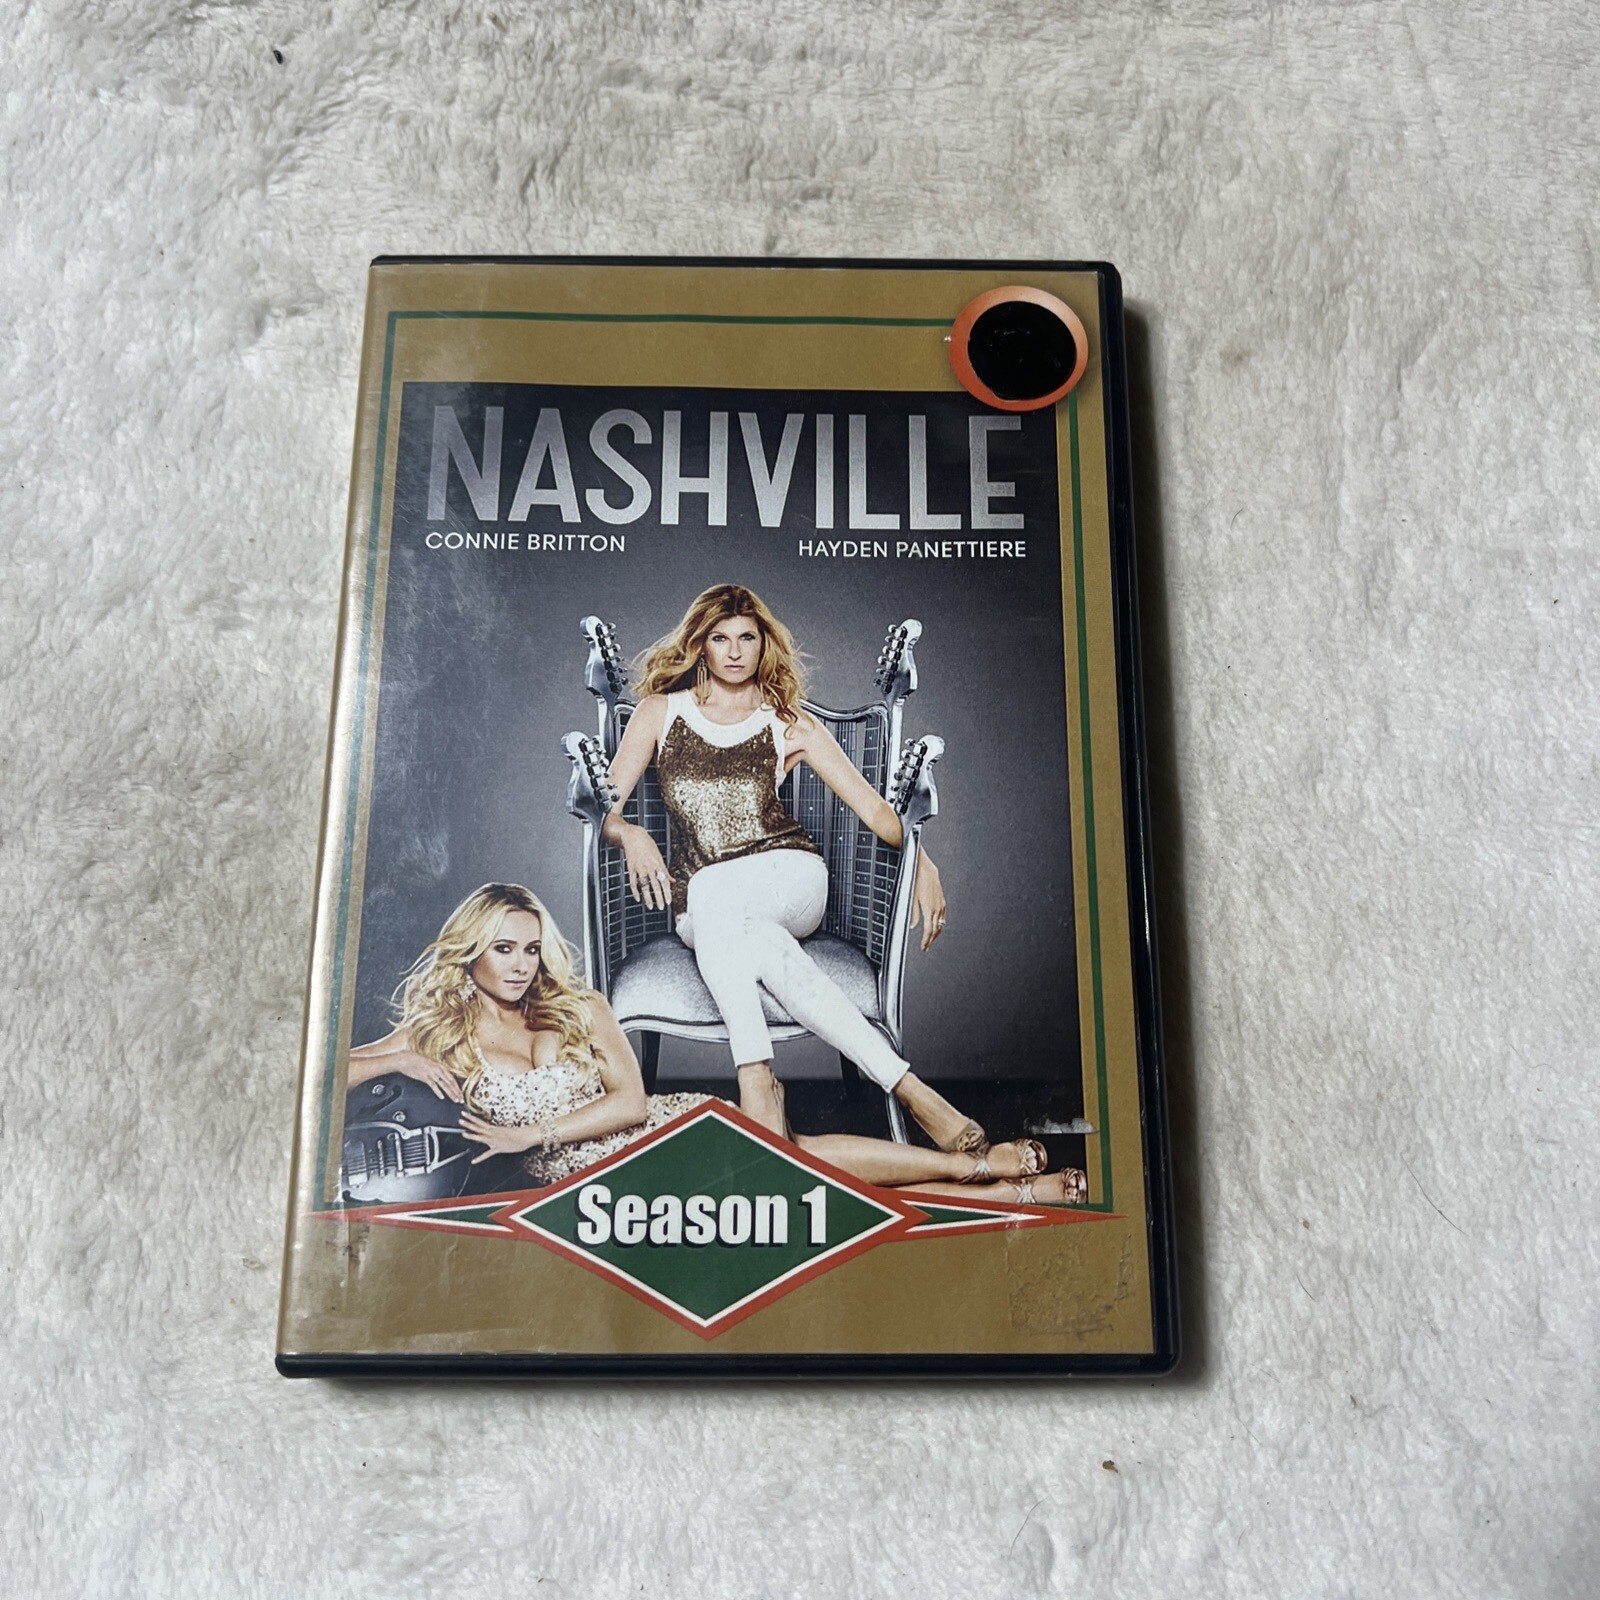 NASHVILLE
CONNIE BRITTON HAYDEN PANETTIERE
Season 1